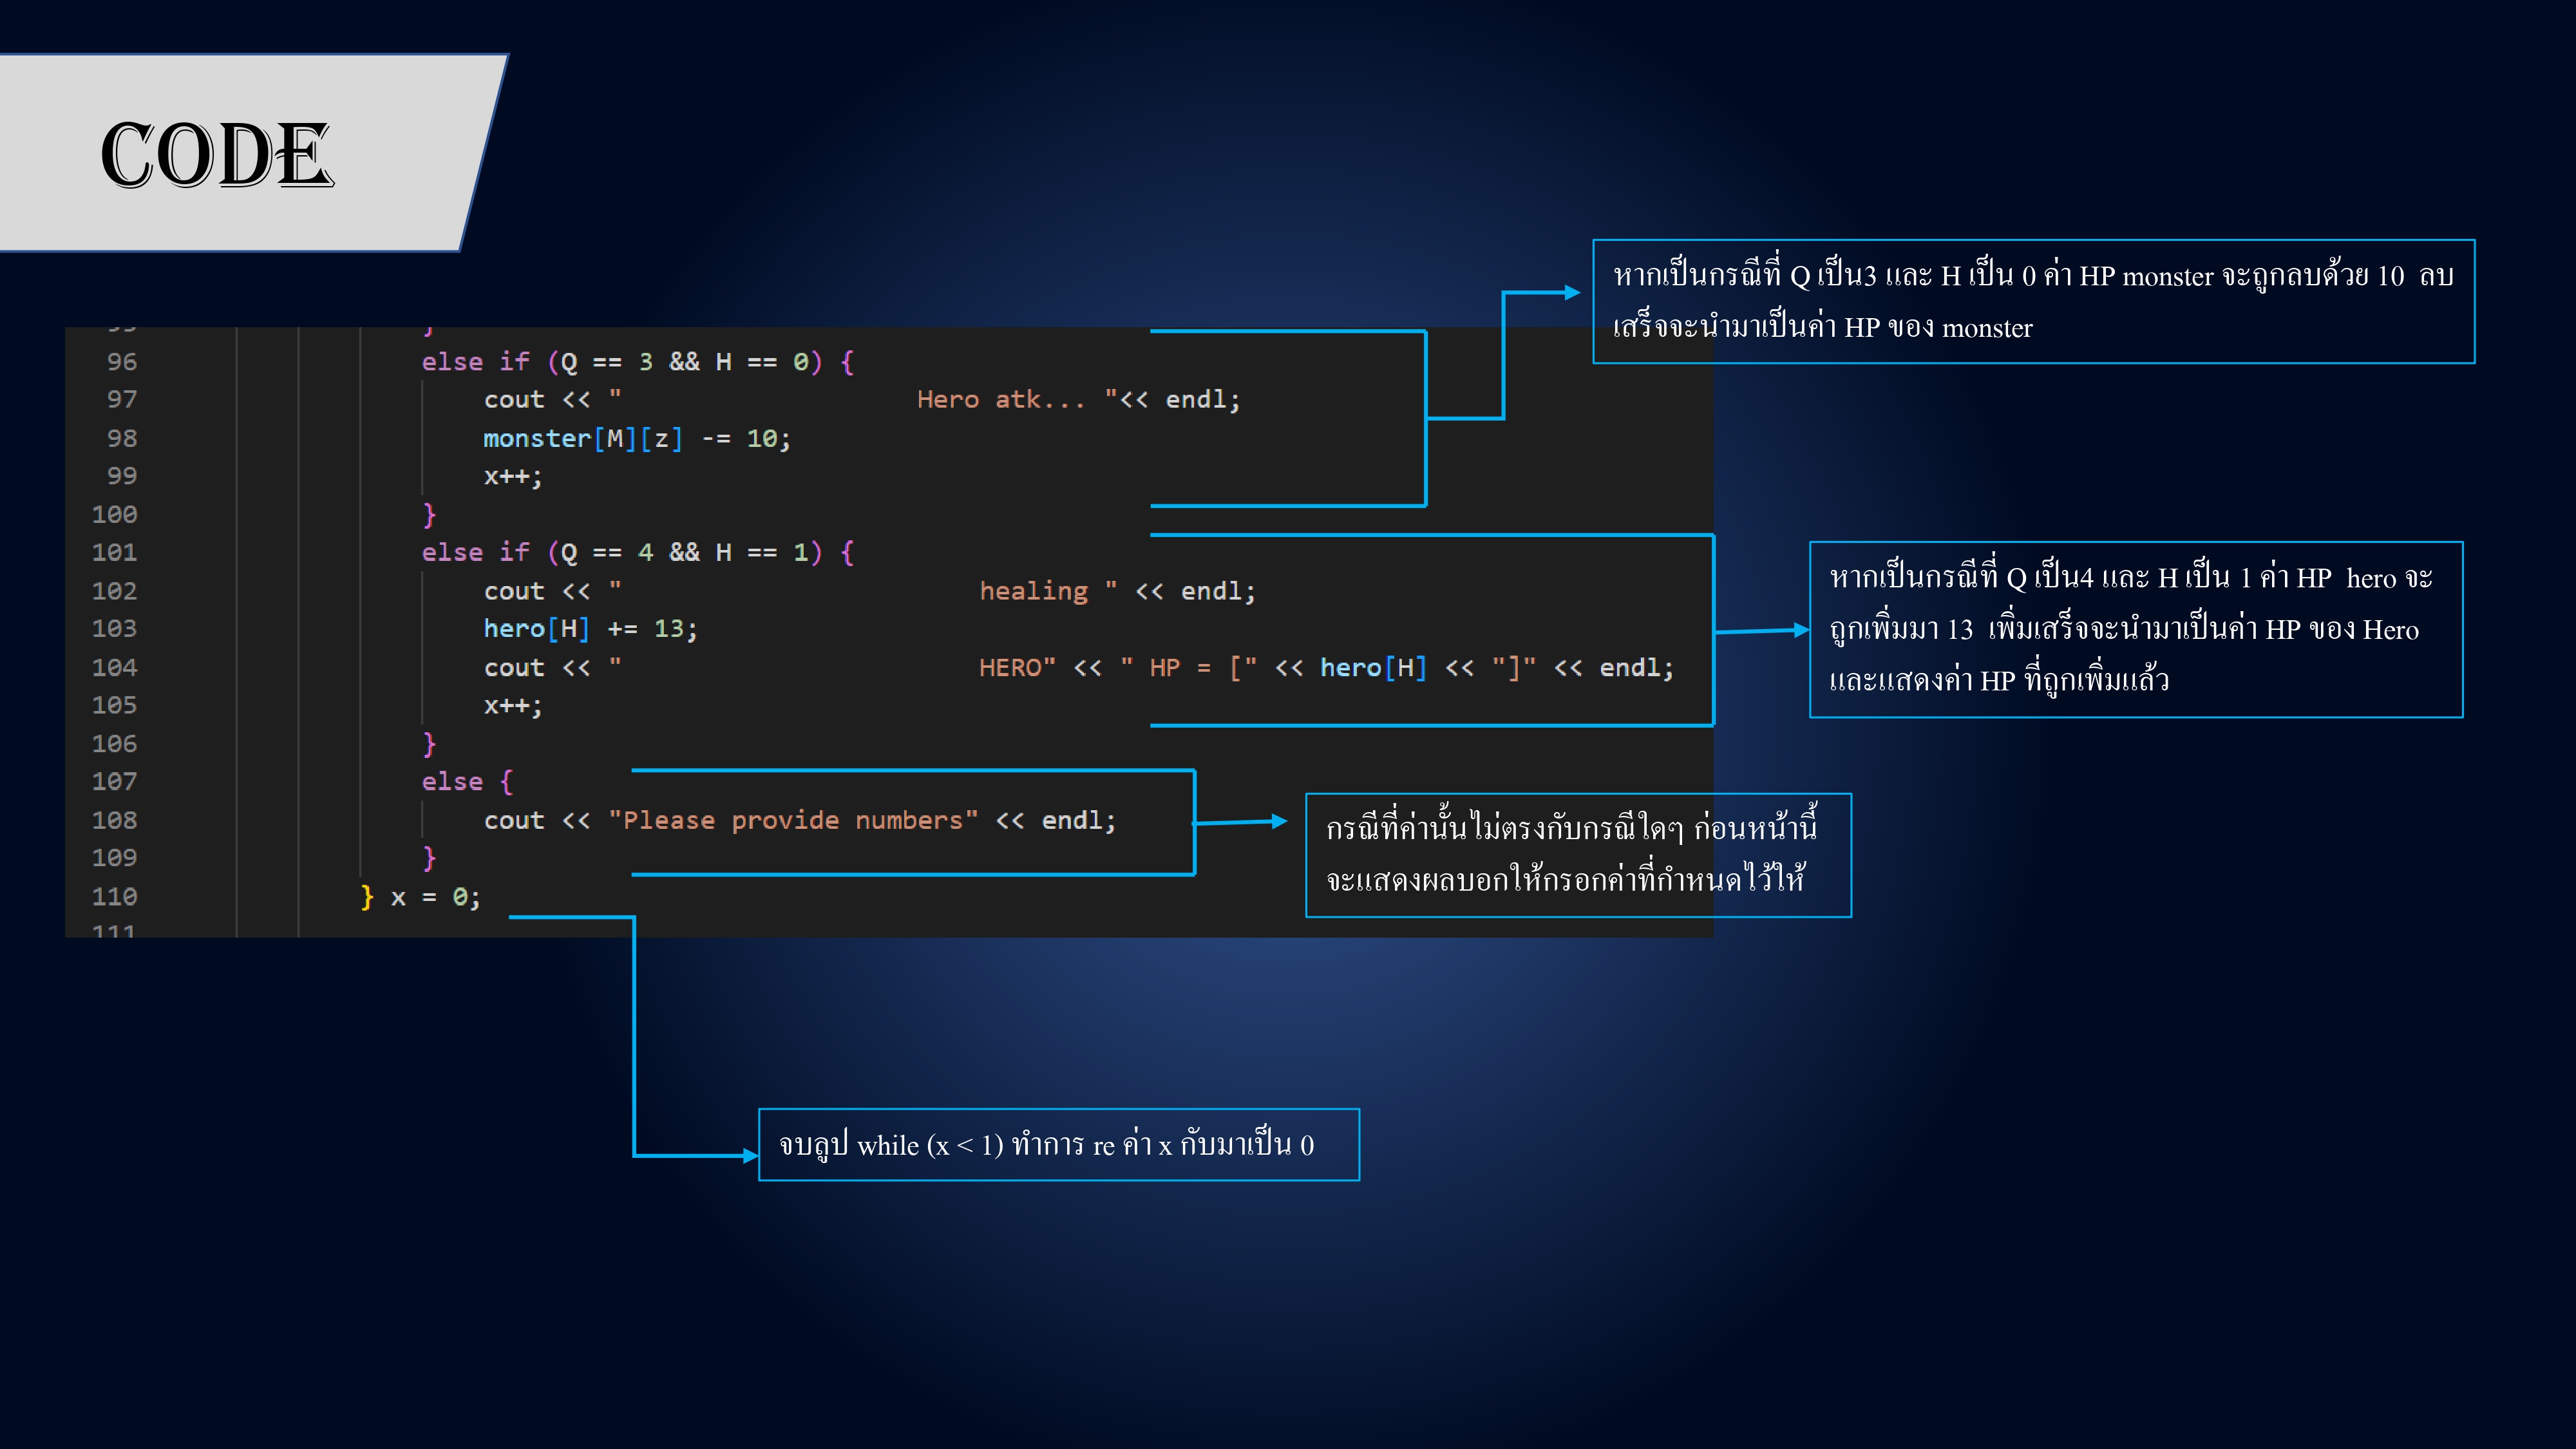 CODE
หากเป็นกรณีที่ Q เป็น3 และ H เป็น 0 ค่า HP monster จะถูกลบด้วย 10 ลบ
เสร็จจะนำมาเป็นค่า HP ของ monster
96 else if (Q == 3 && H == 0) {
97 cout << " Hero atk... "<< endl;
98 monster[M][z] -= 10;
99 x++;
100 }
101 else if (Q == 4 && H == 1) {
102 cout << " healing " << endl;
103 hero[H] += 13;
104 cout << " HERO" << " HP = [" << hero[H] << "]" << endl;
105 x++;
106 }
107 else {
108 cout << "Please provide numbers" << endl;
109 }
110 } x = 0;
111
หากเป็นกรณีที่ Q เป็น4 และ H เป็น 1 ค่า HP hero จะ
ถูกเพิ่มมา 13 เพิ่มเสร็จจะนำมาเป็นค่า HP ของ Hero
และแสดงค่า HP ที่ถูกเพิ่มแล้ว
กรณีที่ค่านั้นไม่ตรงกับกรณีใดๆ ก่อนหน้านี้
จะแสดงผลบอกให้กรอกค่าที่กำหนดไว้ให้
จบลูป while (x < 1) ทำการ re ค่า x กับมาเป็น 0